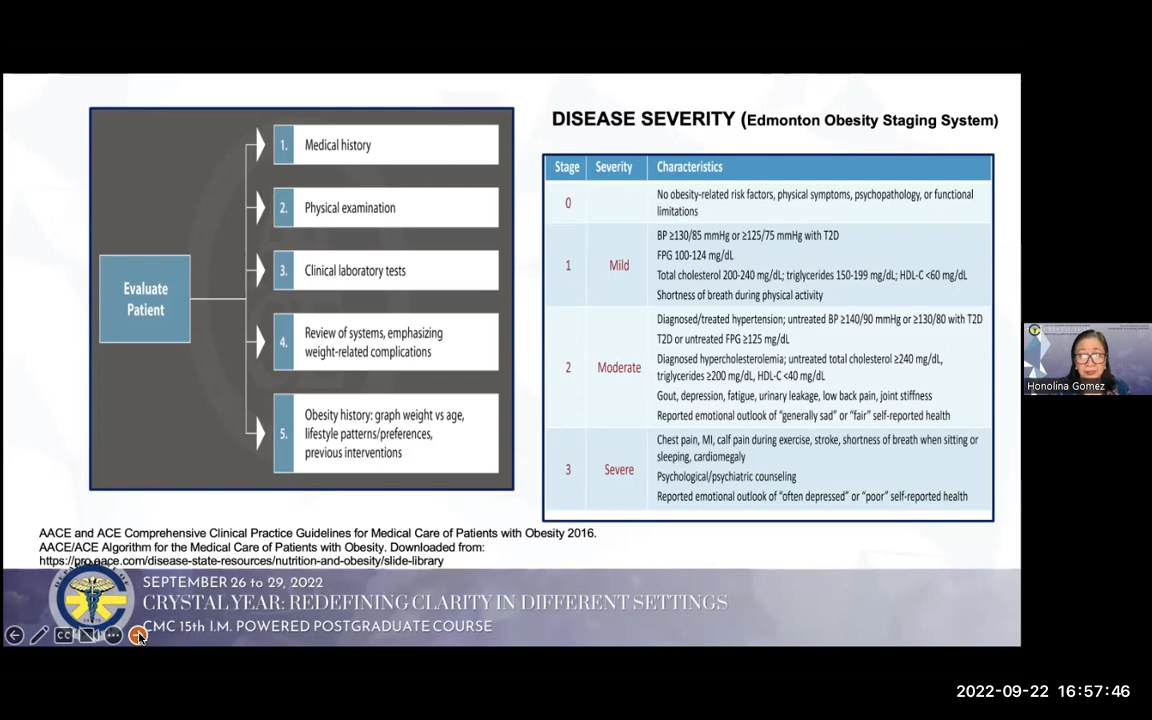 Evaluate
Patient
1. Medical history
2. Physical examination
3. Clinical laboratory tests
4. Review of systems, emphasizing
weight-related complications
5. Obesity history: graph weight vs age,
lifestyle patterns/preferences,
previous interventions
DISEASE SEVERITY (Edmonton Obesity Staging System)
Stage Severity Characteristics
0 No obesity-related risk factors, physical symptoms, psychopathology, or functional
limitations
1 Mild
BP ≥130/85 mmHg or ≥125/75 mmHg with T2D
FPG 100-124 mg/dL
Total cholesterol 200-240 mg/dL; triglycerides 150-199 mg/dL; HDL-C <60 mg/dL
Shortness of breath during physical activity
2 Moderate
Diagnosed/treated hypertension; untreated BP ≥140/90 mmHg or ≥130/80 with T2D
T2D or untreated FPG ≥125 mg/dL
Diagnosed hypercholesterolemia; untreated total cholesterol ≥240 mg/dL,
triglycerides ≥200 mg/dL, HDL-C <40 mg/dL
Gout, depression, fatigue, urinary leakage, low back pain, joint stiffness
Reported emotional outlook of “generally sad” or “fair” self-reported health
3 Severe
Chest pain, MI, calf pain during exercise, stroke, shortness of breath when sitting or
sleeping, cardiomegaly
Psychological/psychiatric counseling
Reported emotional outlook of “often depressed” or “poor” self-reported health
AACE and ACE Comprehensive Clinical Practice Guidelines for Medical Care of Patients with Obesity 2016.
AACE/ACE Algorithm for the Medical Care of Patients with Obesity. Downloaded from:
https://pro.aace.com/disease-state-resources/nutrition-and-obesity/slide-library
SEPTEMBER 26 to 29, 2022
CRYSTAL YEAR: REDEFINING CLARITY IN DIFFERENT SETTINGS
CMC 15th I.M. POWERED POSTGRADUATE COURSE
CC
Honolina Gomez
2022-09-22 16:57:46